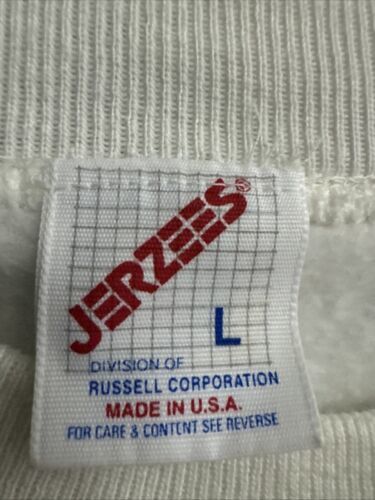 JERZEES®
L
DIVISION OF
RUSSELL CORPORATION
MADE IN U.S.A.
FOR CARE & CONTENT SEE REVERSE